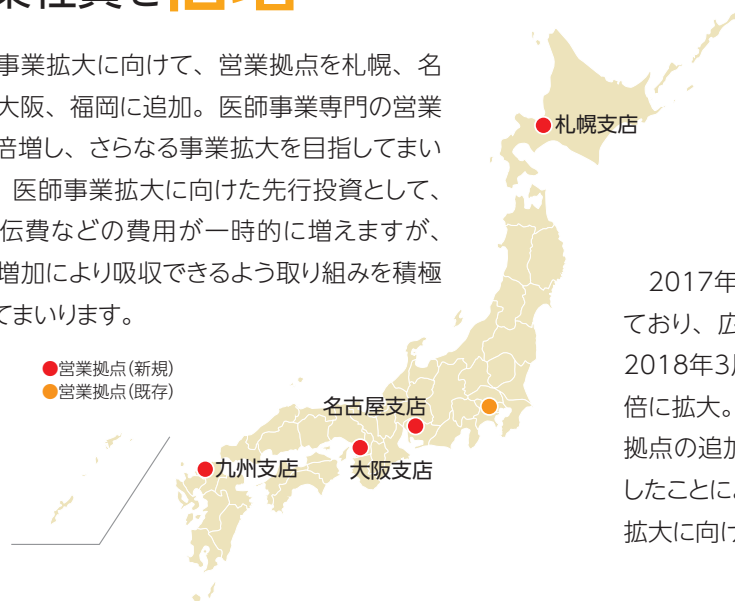 業社員を倍増
事業拡大に向けて、営業拠点を札幌、名
大阪、福岡に追加。医師事業専門の営業
倍増し、さらなる事業拡大を目指してまい
医師事業拡大に向けた先行投資として、
伝費などの費用が一時的に増えますが、
増加により吸収できるよう取り組みを積極
てまいります。
●営業拠点(新規)
●営業拠点(既存)
札幌支店
名古屋支店
大阪支店
九州支店
2017年
ており、広
2018年3月
倍に拡大。
拠点の追加
したことによ
拡大に向け